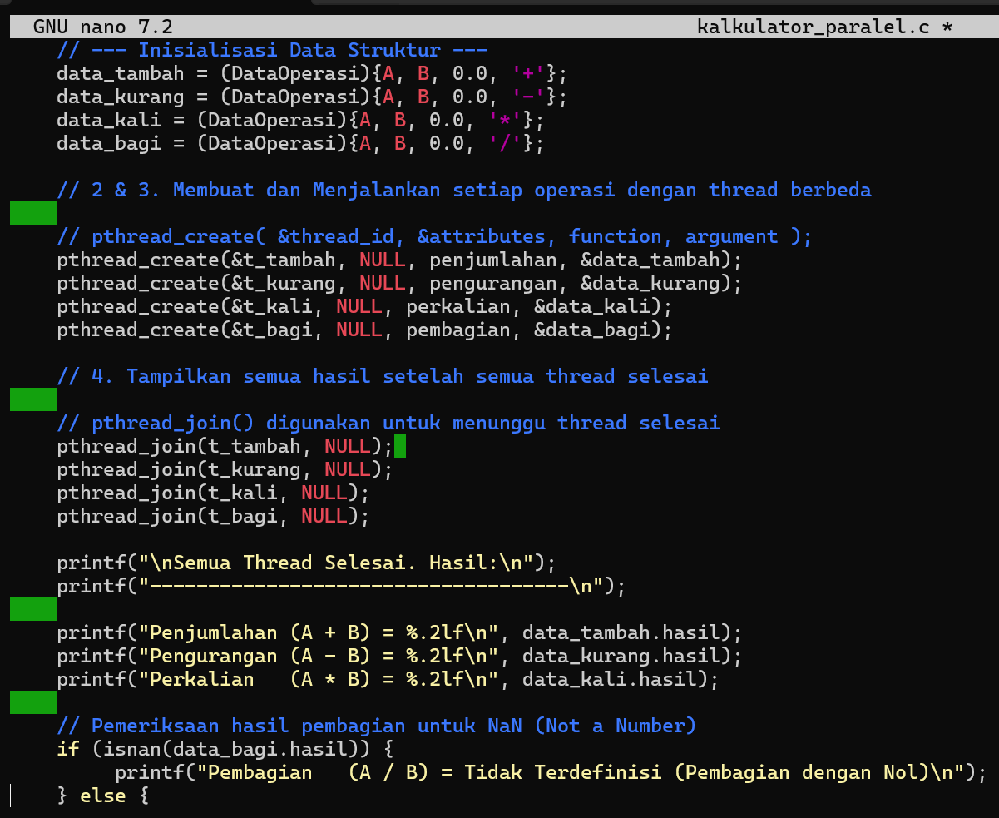 GNU nano 7.2 kalkulator_paralel.c *
// --- Inisialisasi Data Struktur ---
data_tambah = (DataOperasi){A, B, 0.0, '+'};
data_kurang = (DataOperasi){A, B, 0.0, '-'};
data_kali = (DataOperasi){A, B, 0.0, '*'};
data_bagi = (DataOperasi){A, B, 0.0, '/'};
// 2 & 3. Membuat dan Menjalankan setiap operasi dengan thread berbeda
// pthread_create( &thread_id, &attributes, function, argument );
pthread_create(&t_tambah, NULL, penjumlahan, &data_tambah);
pthread_create(&t_kurang, NULL, pengurangan, &data_kurang);
pthread_create(&t_kali, NULL, perkalian, &data_kali);
pthread_create(&t_bagi, NULL, pembagian, &data_bagi);
// 4. Tampilkan semua hasil setelah semua thread selesai
// pthread_join() digunakan untuk menunggu thread selesai
pthread_join(t_tambah, NULL);
pthread_join(t_kurang, NULL);
pthread_join(t_kali, NULL);
pthread_join(t_bagi, NULL);
printf("\nSemua Thread Selesai. Hasil:\n");
printf("------------------------------------\n");
printf("Penjumlahan (A + B) = %.2lf\n", data_tambah.hasil);
printf("Pengurangan (A - B) = %.2lf\n", data_kurang.hasil);
printf("Perkalian   (A * B) = %.2lf\n", data_kali.hasil);
// Pemeriksaan hasil pembagian untuk NaN (Not a Number)
if (isnan(data_bagi.hasil)) {
printf("Pembagian   (A / B) = Tidak Terdefinisi (Pembagian dengan Nol)\n");
} else {